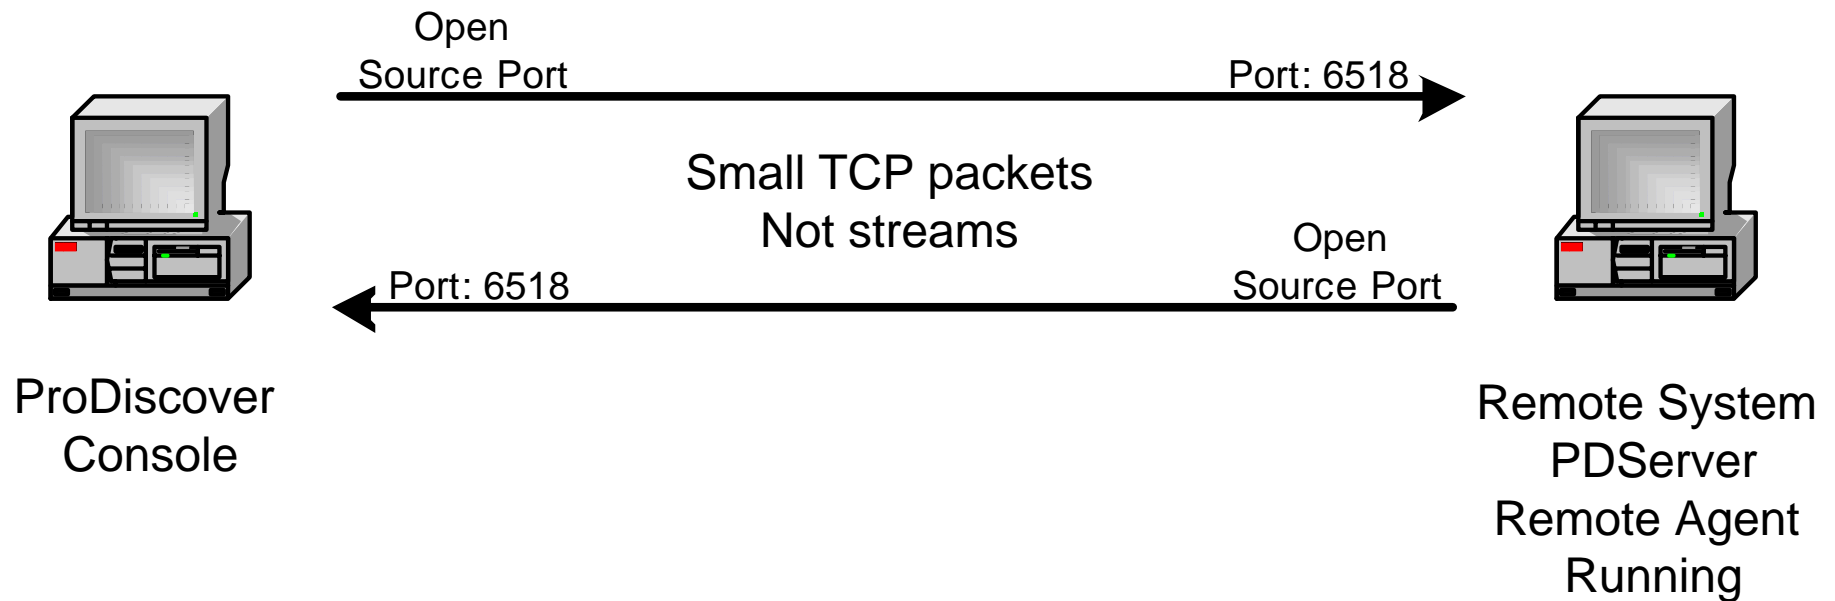 Open
Source Port
Port: 6518
Small TCP packets
Not streams
Open
Source Port
Port: 6518
ProDiscover
Console
Remote System
PDServer
Remote Agent
Running